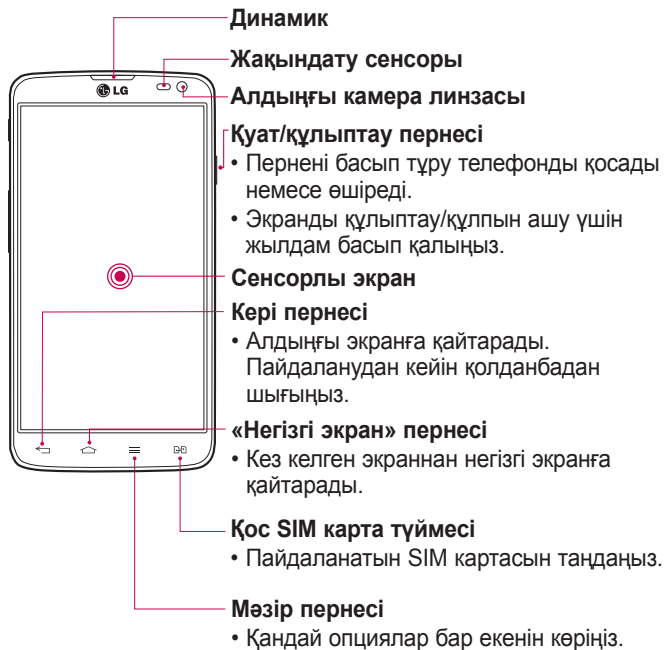 Динамик
Жақындату сенсоры
LG
Алдыңғы камера линзасы
Қуат/құлыптау пернесі
• Пернені басып тұру телефонды қосады
немесе өшіреді.
• Экранды құлыптау/құлпын ашу үшін
жылдам басып қалыңыз.
Сенсорлы экран
Кері пернесі
• Алдыңғы экранға қайтарады.
Пайдаланудан кейін қолданбадан
шығыңыз.
«Негізгі экран» пернесі
• Кез келген экраннан негізгі экранға
қайтарады.
Қос SIM карта түймесі
• Пайдаланатын SIM картасын таңдаңыз.
Мәзір пернесі
• Қандай опциялар бар екенін көріңіз.